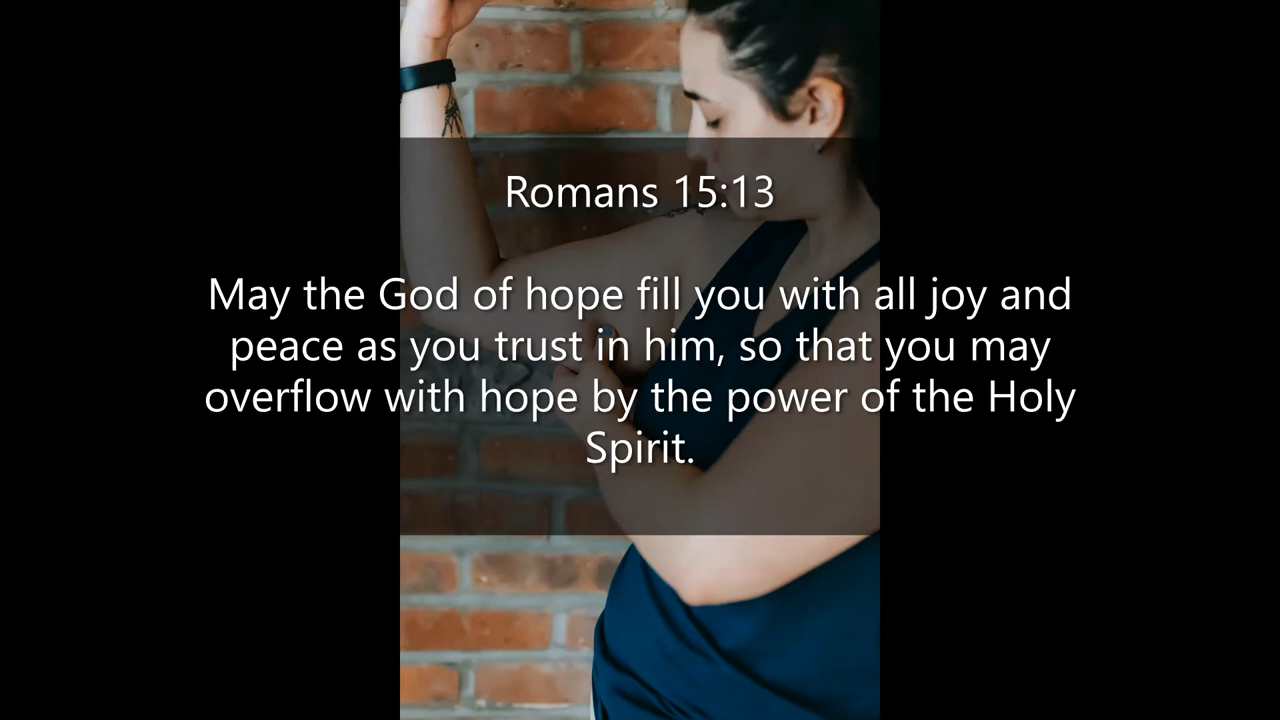 Romans 15:13
May the God of hope fill you with all joy and
peace as you trust in him, so that you may
overflow with hope by the power of the Holy
Spirit.